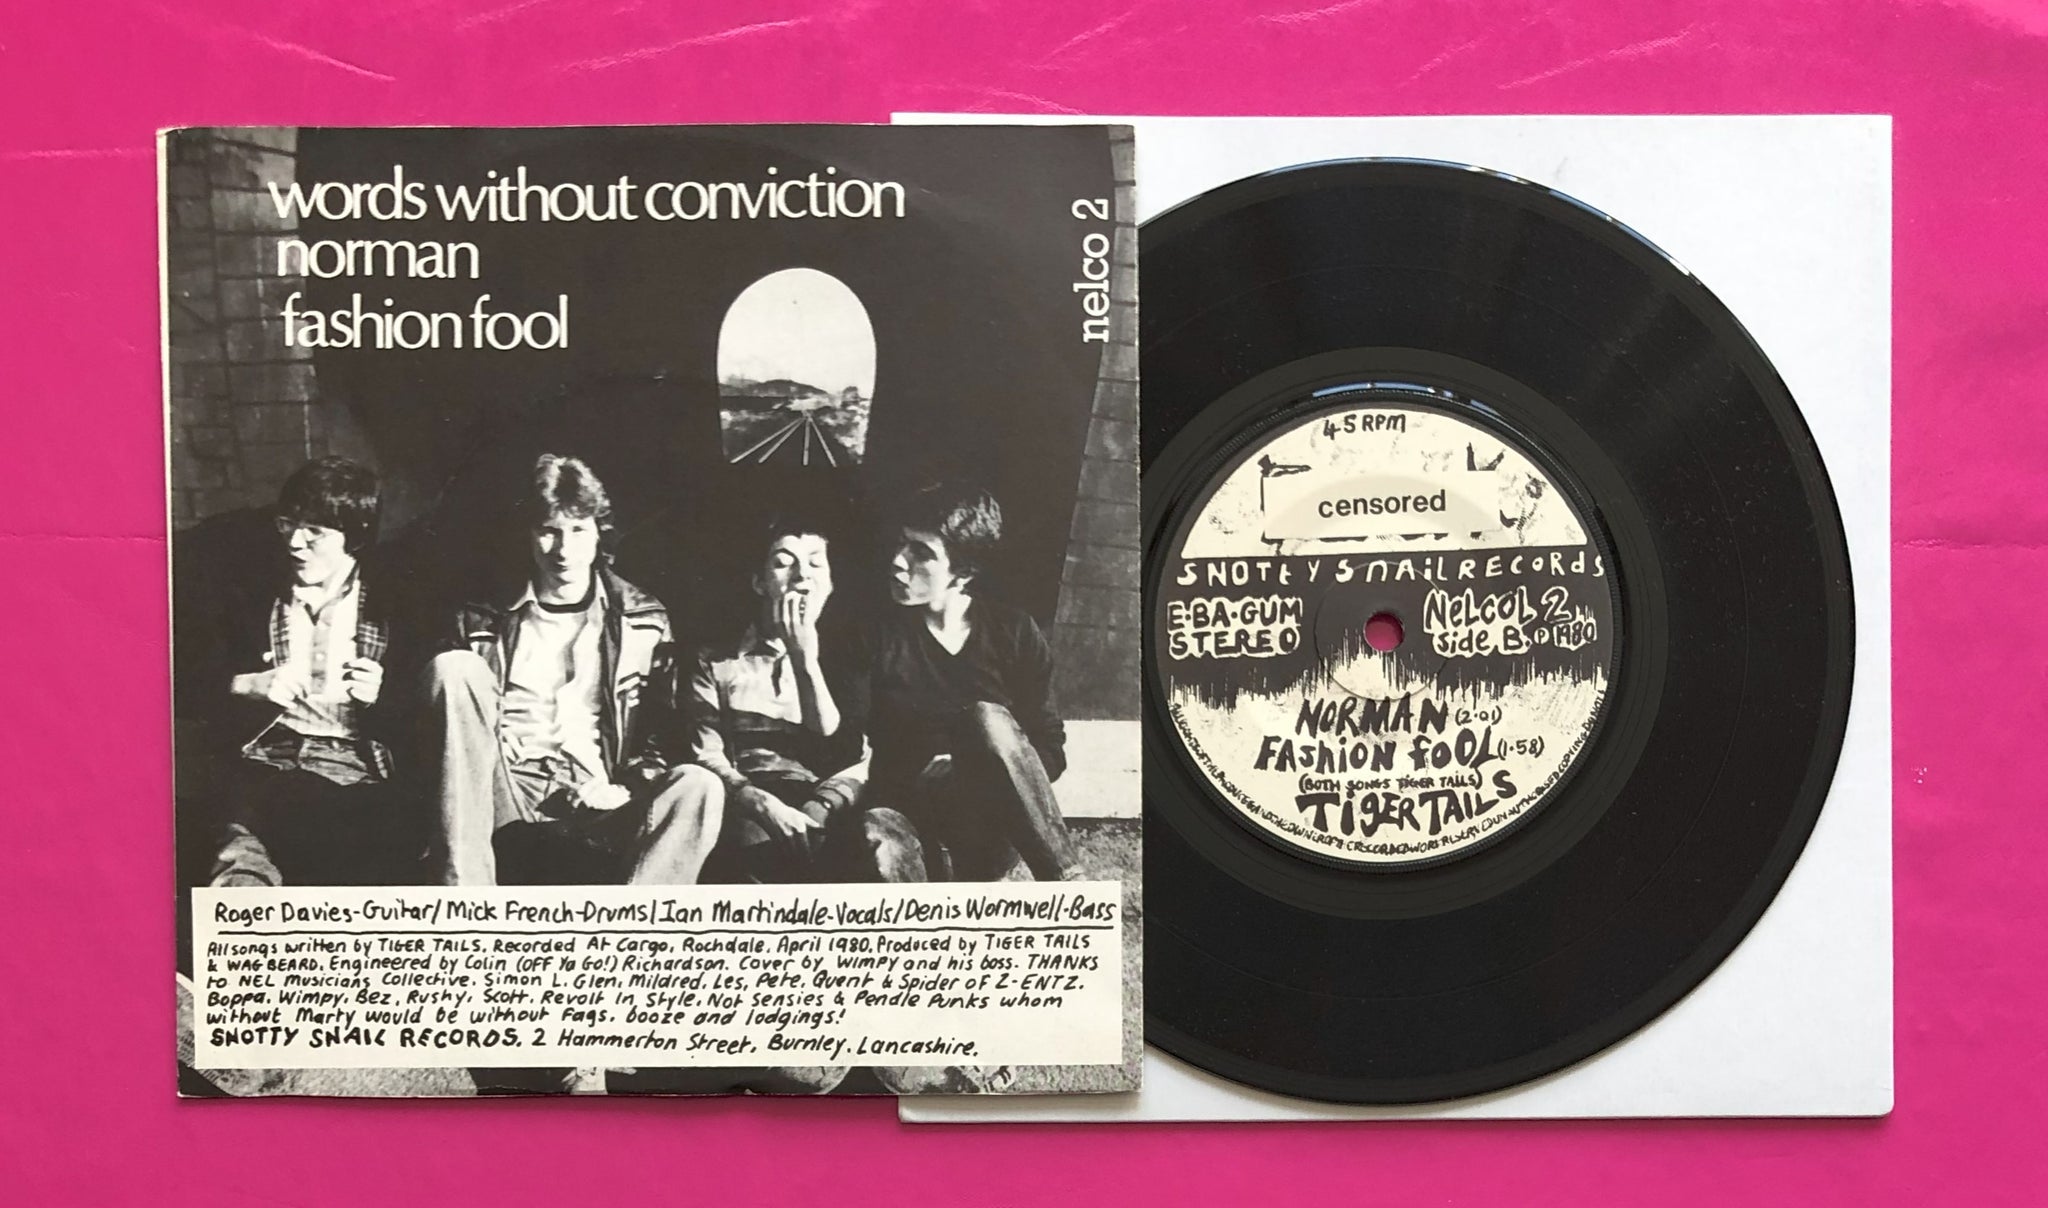 words without conviction
norman
fashion fool
nelco 2
Roger Davies-Guitar/Mick French-Drums/Ian Martindale-Vocals/Denis Wormwell-Bass
All songs written by TIGER TAILS. Recorded At Cargo, Rochdale, April 1980. Produced by TIGER TAILS
& WAG BEARD. Engineered by Colin (OFF Ya GO!) Richardson. Cover by Wimpy and his boss. THANKS
to NEL Musicians Collective. Simon L. Glen, Mildred, Les, Pete, Quent & Spider of Z-ENTZ.
Boppa, Wimpy, Bez, Rushy, Scott. Revolt In Style, Not Sensies & Pendle Punks whom
without Marty would be without Fags, booze and lodgings!
SNOTTY SNAIL RECORDS, 2 Hammerton Street, Burnley, Lancashire.
45 RPM
censored
SNOTTY SNAIL RECORDS
E·BA·GUM
STEREO
NELCOL 2
Side B. ℗ 1980
NORMAN (2·01)
FASHION FOOL (1·58)
(BOTH SONGS TIGER TAILS)
TIGER TAILS